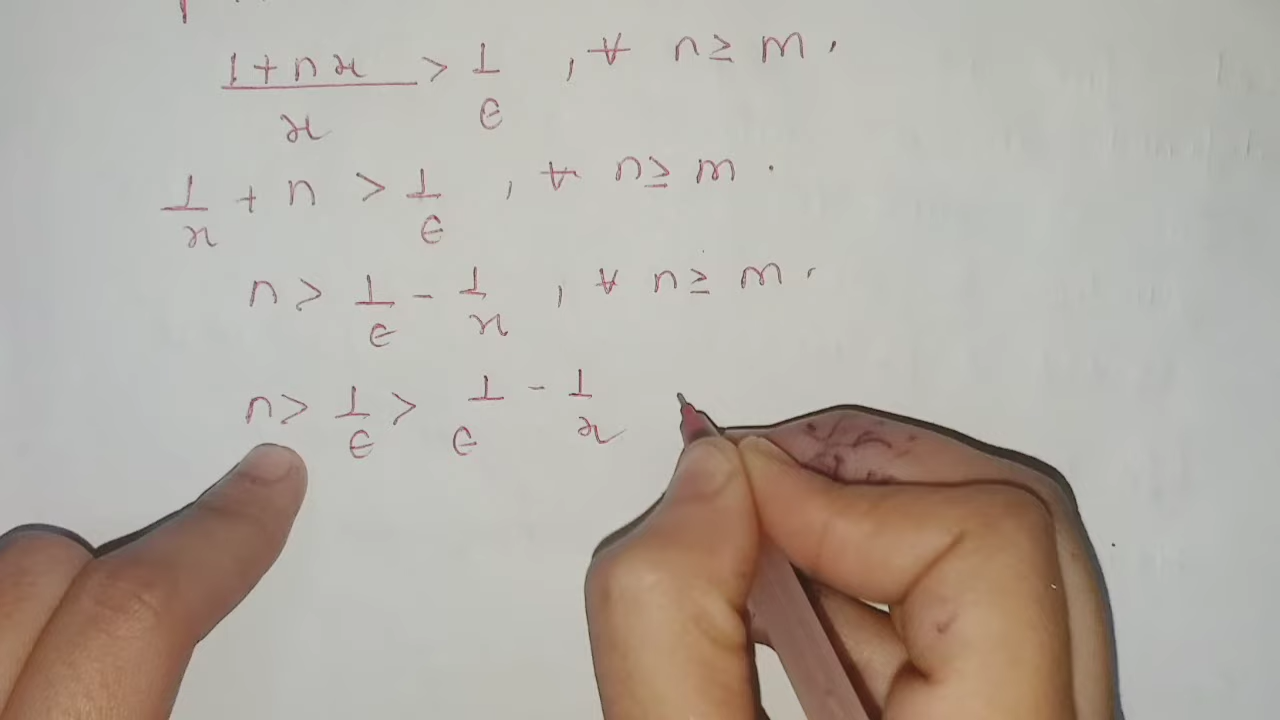 (1+nx)/x > 1/ϵ , ∀ n ≥ m .
1/x + n > 1/ϵ , ∀ n ≥ m .
n > 1/ϵ - 1/x , ∀ n ≥ m .
n > 1/ϵ > 1/ϵ - 1/x